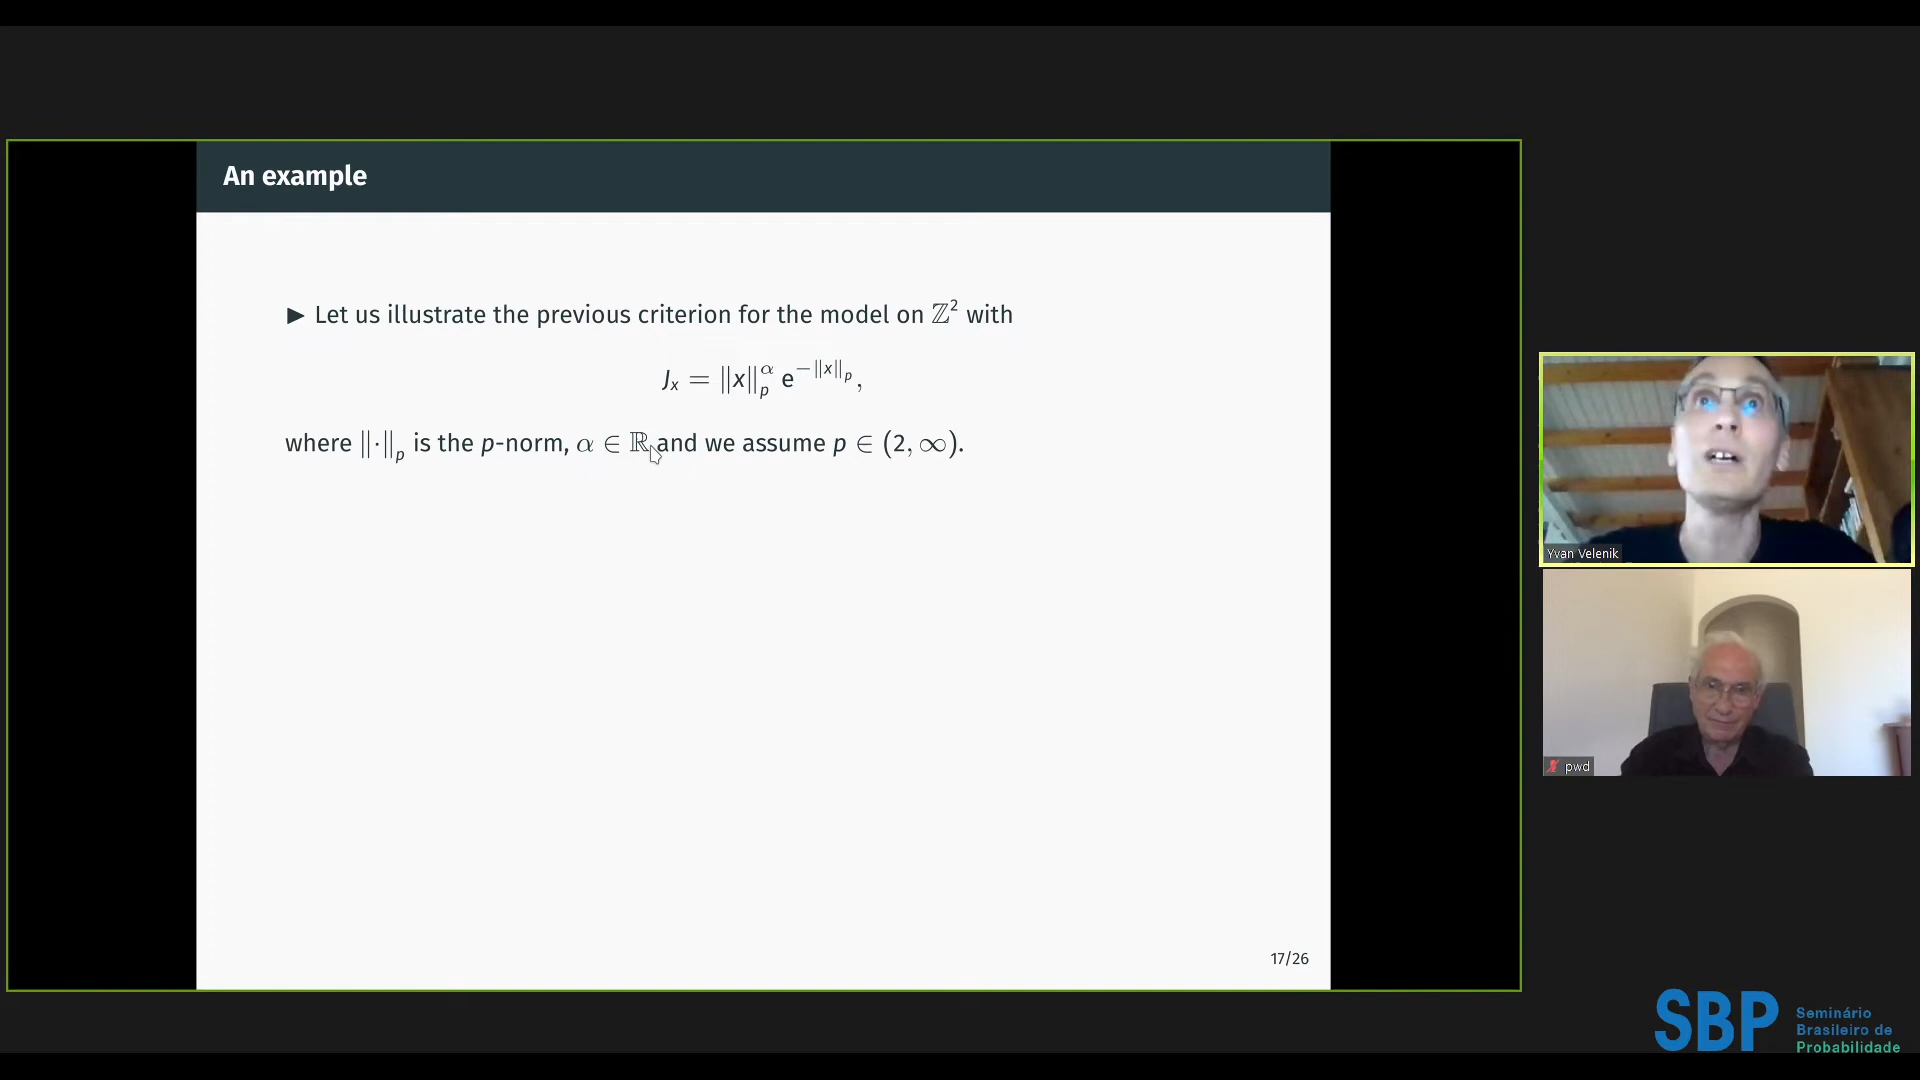 An example
▶ Let us illustrate the previous criterion for the model on ℤ² with
Jₓ = ‖x‖ₚ^α e^{−‖x‖ₚ},
where ‖·‖ₚ is the p-norm, α ∈ ℝ and we assume p ∈ (2, ∞).
17/26
Yvan Velenik
pwd
SBP
Seminário
Brasileiro de
Probabilidade